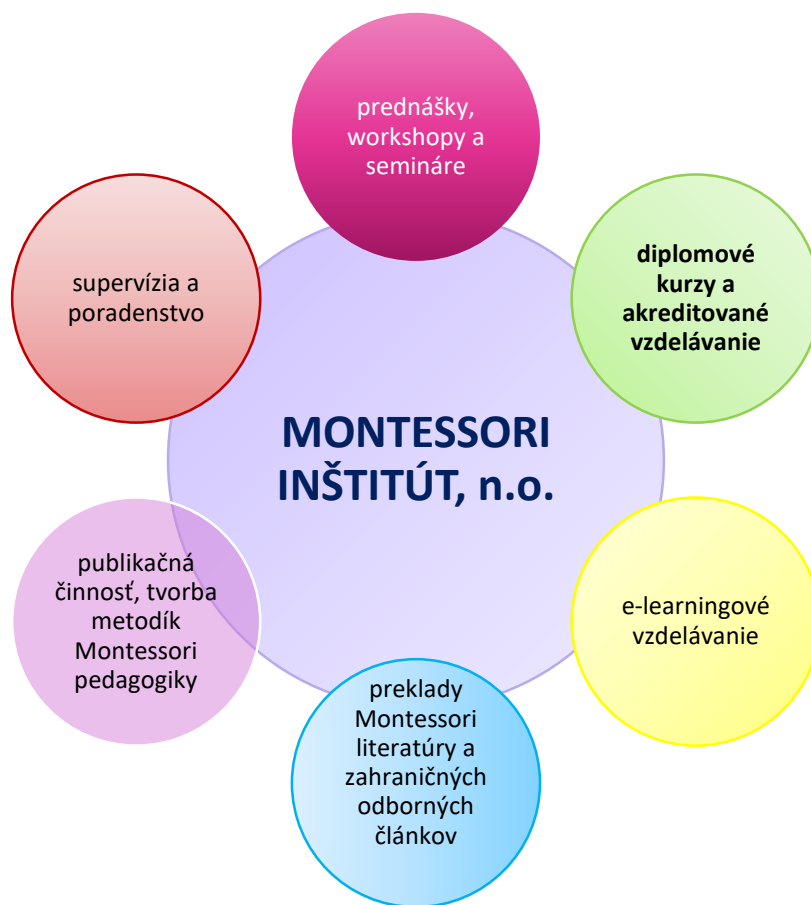 prednášky,
workshopy a
semináre
diplomové
kurzy a
akreditované
vzdelávanie
e-learningové
vzdelávanie
preklady
Montessori
literatúry a
zahraničných
odborných
článkov
publikačná
činnosť, tvorba
metodík
Montessori
pedagogiky
supervízia a
poradenstvo
MONTESSORI
INŠTITÚT, n.o.